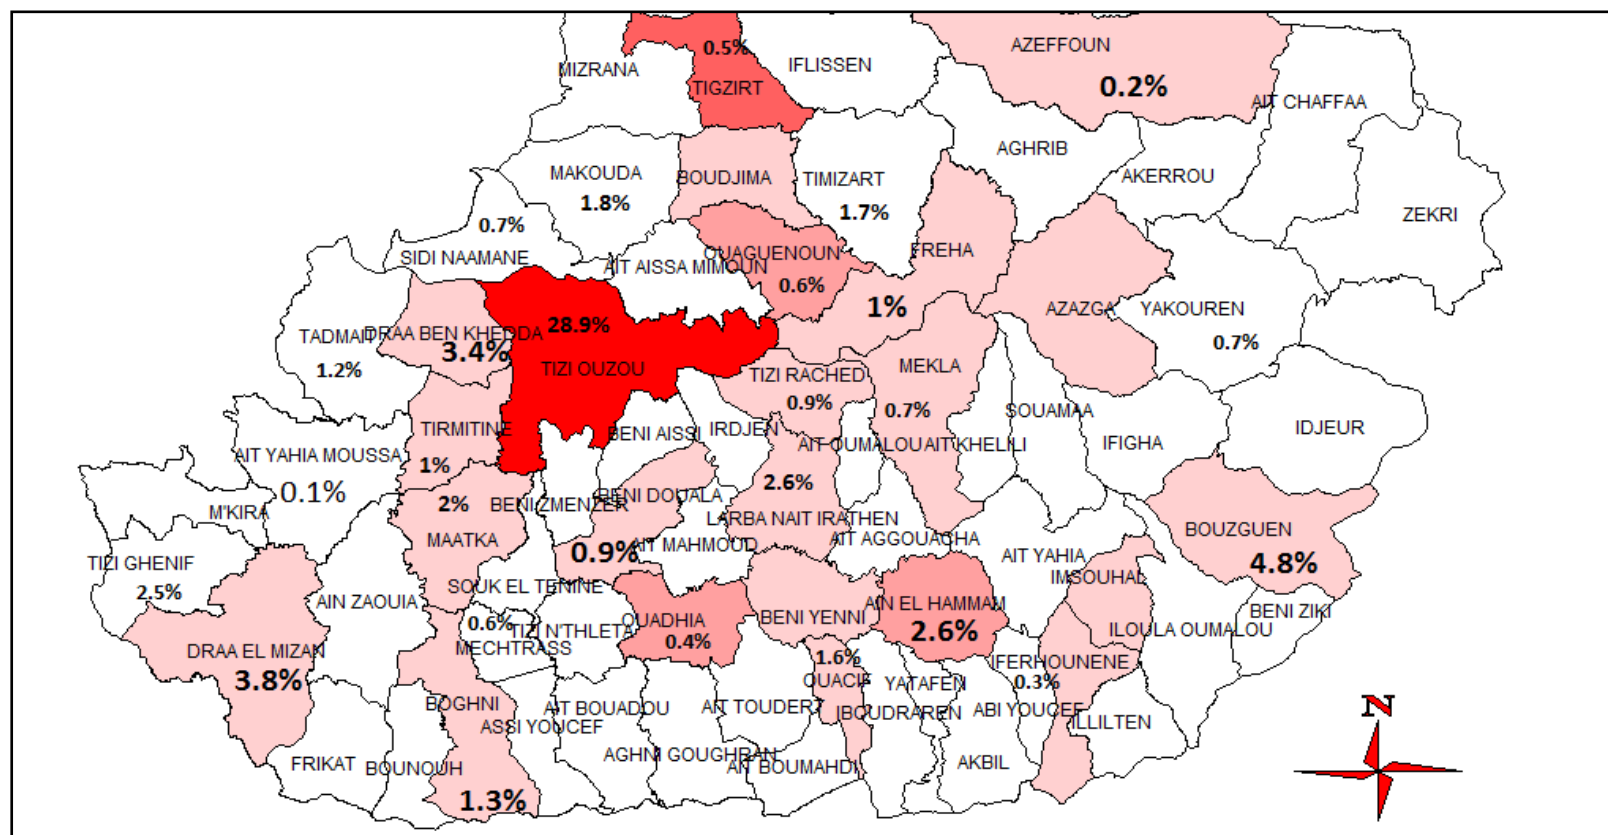 0.5%
AZEFFOUN
IFLISSEN
MIZRANA
TIGZIRT
0.2%
AIT CHAFFAA
AGHRIB
MAKOUDA
BOUDJIMA
TIMIZART
AKERROU
1.8%
1.7%
ZEKRI
0.7%
SIDI NAAMANE
AIT AISSA MIMOUN
OUAGUENOUN
FREHA
0.6%
1%
AZAZGA
YAKOUREN
TADMAIT
DRAA BEN KHEDDA
28.9%
3.4%
0.7%
1.2%
TIZI OUZOU
TIZI RACHED
MEKLA
0.9%
0.7%
SOUAMAA
TIRMITINE
BENI AISSI
IRDJEN
AIT OUMALOU
AIT KHELILI
IFIGHA
IDJEUR
AIT YAHIA MOUSSA
1%
0.1%
2.6%
M'KIRA
2%
BENI ZMENZER
BENI DOUALA
LARBA NAIT IRATHEN
BOUZGUEN
MAATKA
AIT MAHMOUD
AIT AGGOUACHA
0.9%
AIT YAHIA
4.8%
TIZI GHENIF
2.5%
SOUK EL TENINE
IMSOUHAL
AIN ZAOUIA
AIN EL HAMMAM
BENI ZIKI
0.6%
TIZI N'THLETA
OUADHIA
BENI YENNI
2.6%
ILOULA OUMALOU
0.4%
MECHTRASS
DRAA EL MIZAN
1.6%
IFERHOUNENE
3.8%
OUACIF
YATAFEN
0.3%
BOGHNI
AIT BOUADOU
AIT TOUDERT
IBOUDRAREN
ABI YOUCEF
ILLILTEN
N
ASSI YOUCEF
FRIKAT
BOUNOUH
AGHNI GOUGHRAN
AIT BOUMAHDI
AKBIL
1.3%